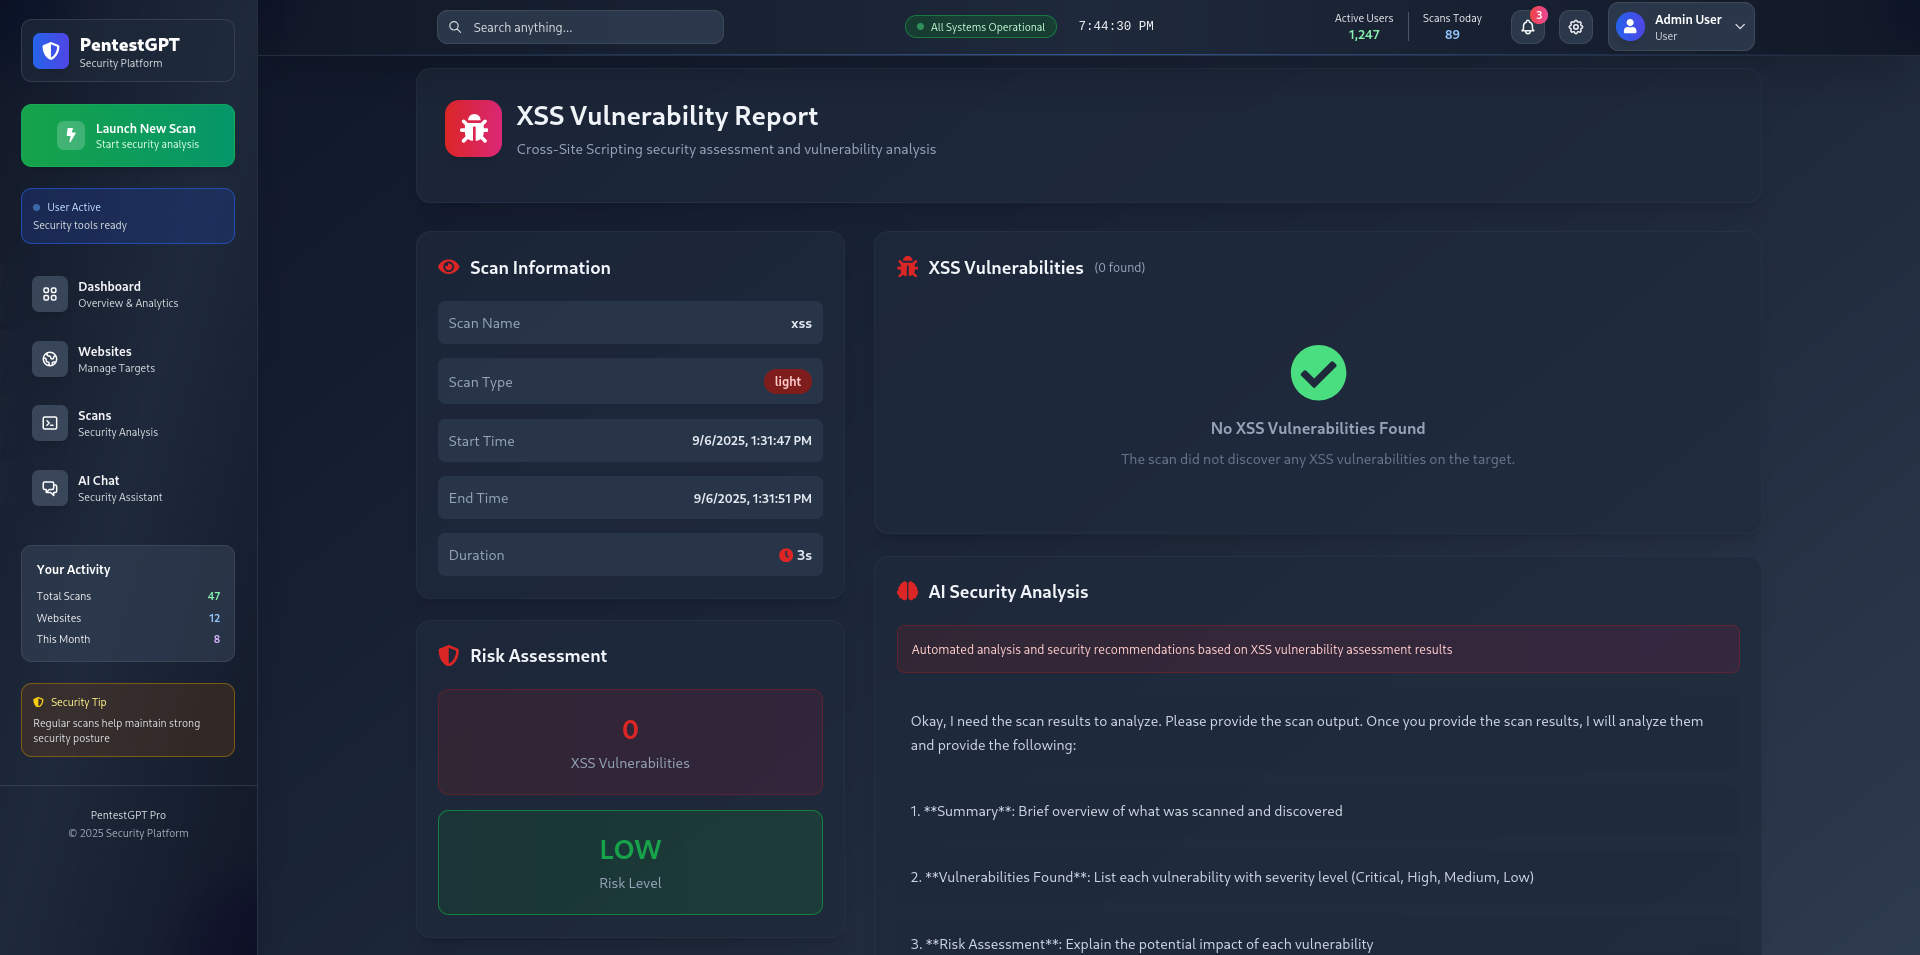 PentestGPT
Security Platform
Launch New Scan
Start security analysis
User Active
Security tools ready
Dashboard
Overview & Analytics
Websites
Manage Targets
Scans
Security Analysis
AI Chat
Security Assistant
Your Activity
Total Scans 47
Websites 12
This Month 8
Security Tip
Regular scans help maintain strong
security posture
PentestGPT Pro
© 2025 Security Platform
Search anything...
All Systems Operational
7:44:30 PM
Active Users
1,247
Scans Today
89
3
Admin User
User
XSS Vulnerability Report
Cross-Site Scripting security assessment and vulnerability analysis
Scan Information
Scan Name xss
Scan Type light
Start Time 9/6/2025, 1:31:47 PM
End Time 9/6/2025, 1:31:51 PM
Duration 3s
Risk Assessment
0
XSS Vulnerabilities
LOW
Risk Level
XSS Vulnerabilities (0 found)
No XSS Vulnerabilities Found
The scan did not discover any XSS vulnerabilities on the target.
AI Security Analysis
Automated analysis and security recommendations based on XSS vulnerability assessment results
Okay, I need the scan results to analyze. Please provide the scan output. Once you provide the scan results, I will analyze them
and provide the following:
1. **Summary**: Brief overview of what was scanned and discovered
2. **Vulnerabilities Found**: List each vulnerability with severity level (Critical, High, Medium, Low)
3. **Risk Assessment**: Explain the potential impact of each vulnerability